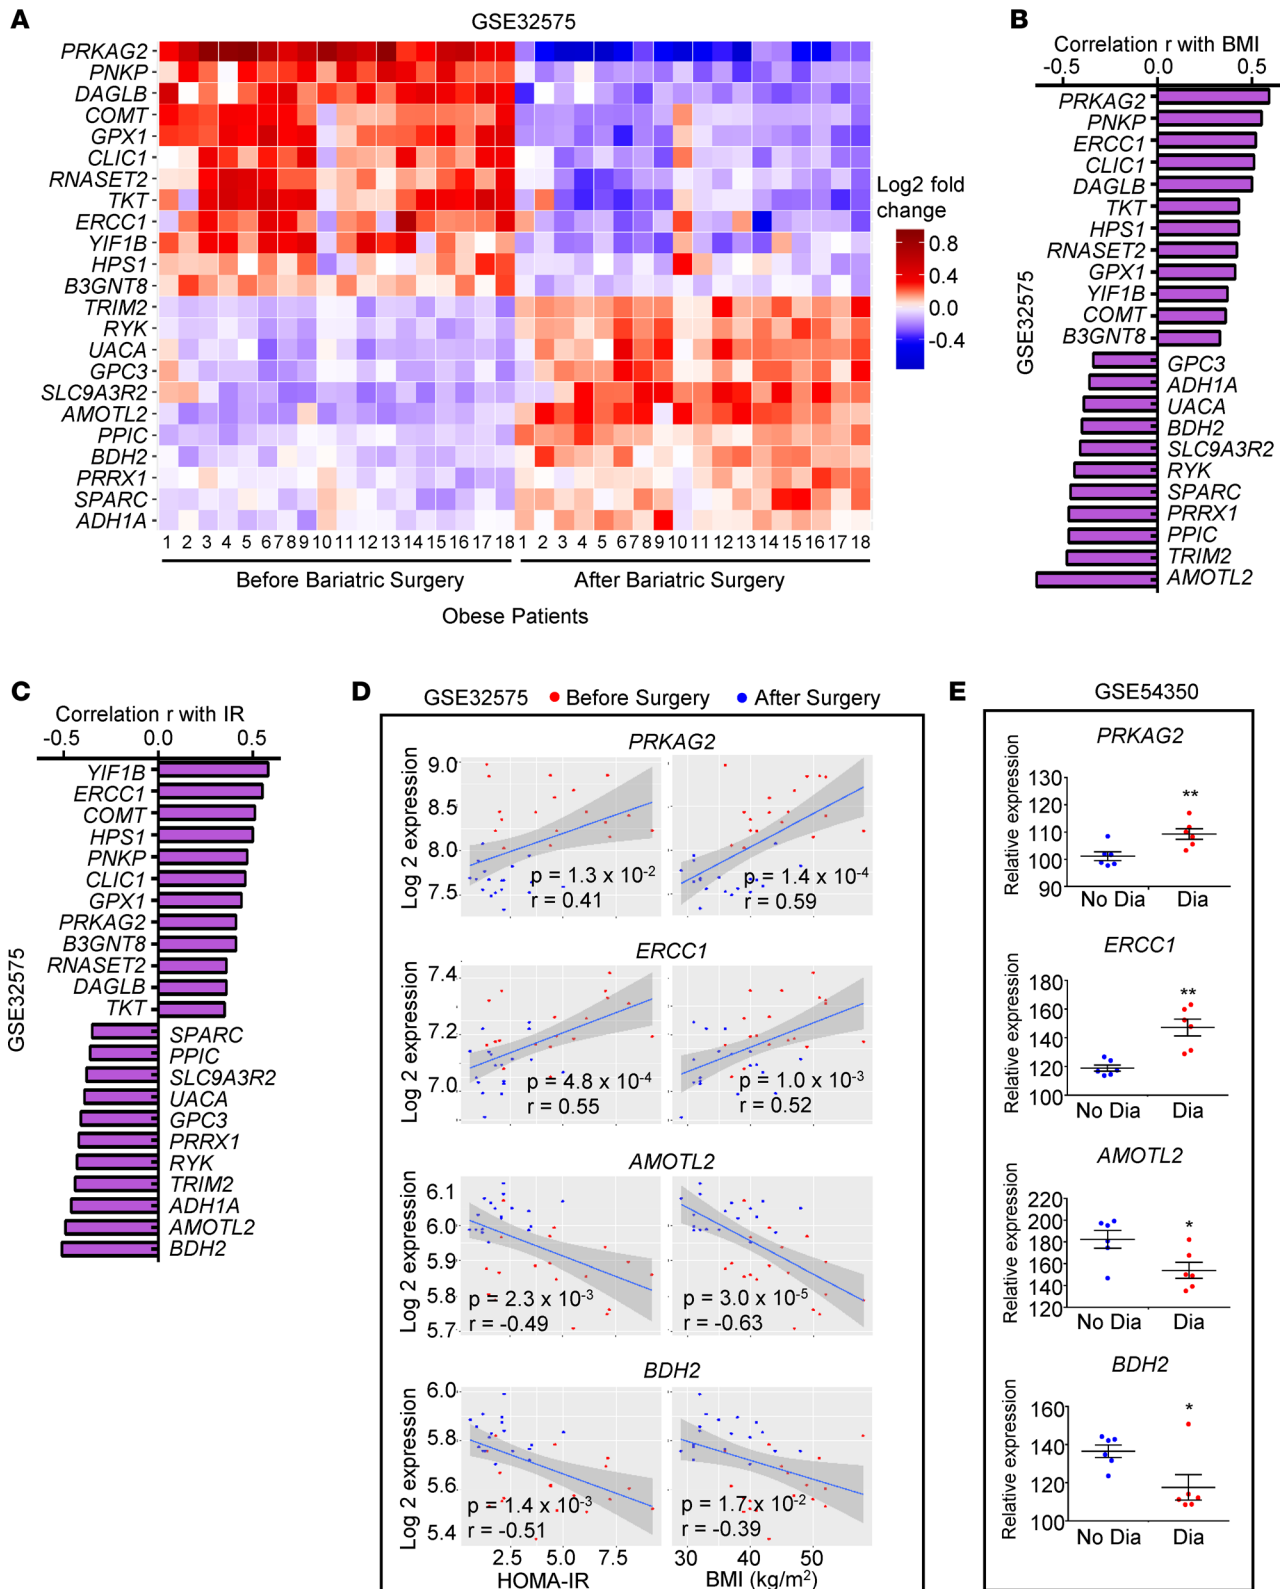 A
GSE32575
PRKAG2
PNKP
DAGLB
COMT
GPX1
CLIC1
RNASET2
TKT
ERCC1
YIF1B
HPS1
B3GNT8
TRIM2
RYK
UACA
GPC3
SLC9A3R2
AMOTL2
PPIC
BDH2
PRRX1
SPARC
ADH1A
1 2 3 4 5 6 7 8 9 10 11 12 13 14 15 16 17 18 1 2 3 4 5 6 7 8 9 10 11 12 13 14 15 16 17 18
Before Bariatric Surgery After Bariatric Surgery
Obese Patients
Log2 fold
change
0.8
0.4
0.0
-0.4
B
Correlation r with BMI
-0.5 0.0 0.5
GSE32575
PRKAG2
PNKP
ERCC1
CLIC1
DAGLB
TKT
HPS1
RNASET2
GPX1
YIF1B
COMT
B3GNT8
GPC3
ADH1A
UACA
BDH2
SLC9A3R2
RYK
SPARC
PRRX1
PPIC
TRIM2
AMOTL2
C
Correlation r with IR
-0.5 0.0 0.5
GSE32575
YIF1B
ERCC1
COMT
HPS1
PNKP
CLIC1
GPX1
PRKAG2
B3GNT8
RNASET2
DAGLB
TKT
SPARC
PPIC
SLC9A3R2
UACA
GPC3
PRRX1
RYK
TRIM2
ADH1A
AMOTL2
BDH2
D
GSE32575 Before Surgery After Surgery
PRKAG2
Log 2 expression
9.0
8.5
8.0
7.5
p = 1.3 x 10-2
r = 0.41
p = 1.4 x 10-4
r = 0.59
ERCC1
Log 2 expression
7.4
7.2
7.0
p = 4.8 x 10-4
r = 0.55
p = 1.0 x 10-3
r = 0.52
AMOTL2
Log 2 expression
6.1
6.0
5.9
5.8
5.7
p = 2.3 x 10-3
r = -0.49
p = 3.0 x 10-5
r = -0.63
BDH2
Log 2 expression
6.0
5.8
5.6
5.4
p = 1.4 x 10-3
r = -0.51
p = 1.7 x 10-2
r = -0.39
2.5 5.0 7.5 30 40 50
HOMA-IR BMI (kg/m2)
E
GSE54350
PRKAG2
Relative expression
130
120
110
100
90
**
No Dia Dia
ERCC1
Relative expression
180
160
140
120
100
**
No Dia Dia
AMOTL2
Relative expression
220
200
180
160
140
120
*
No Dia Dia
BDH2
Relative expression
160
140
120
100
*
No Dia Dia